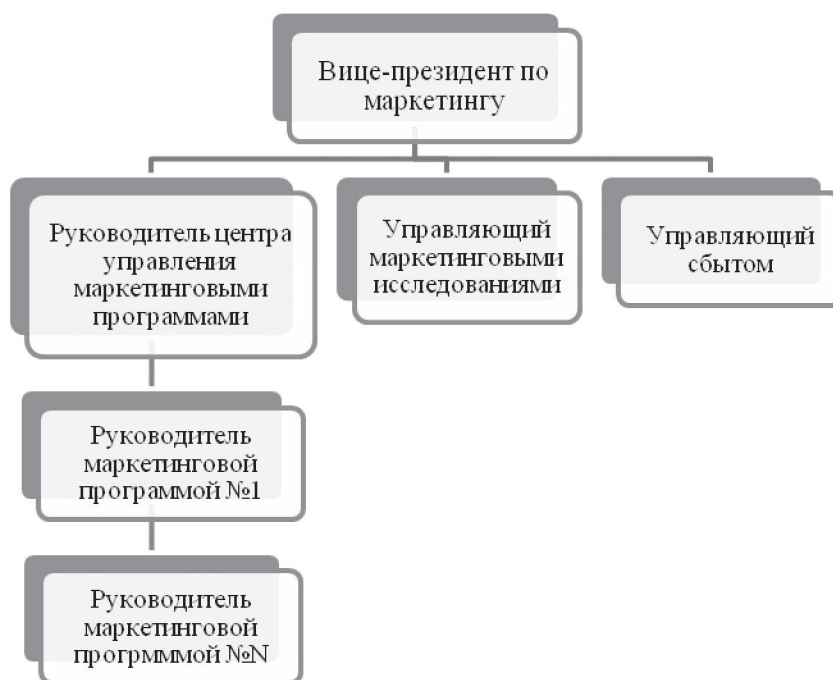 Вице-президент по
маркетингу
Руководитель центра
управления
маркетинговыми
программами
Управляющий
маркетинговыми
исследованиями
Управляющий
сбытом
Руководитель
маркетинговой
программой №1
Руководитель
маркетинговой
прогрмммой №N